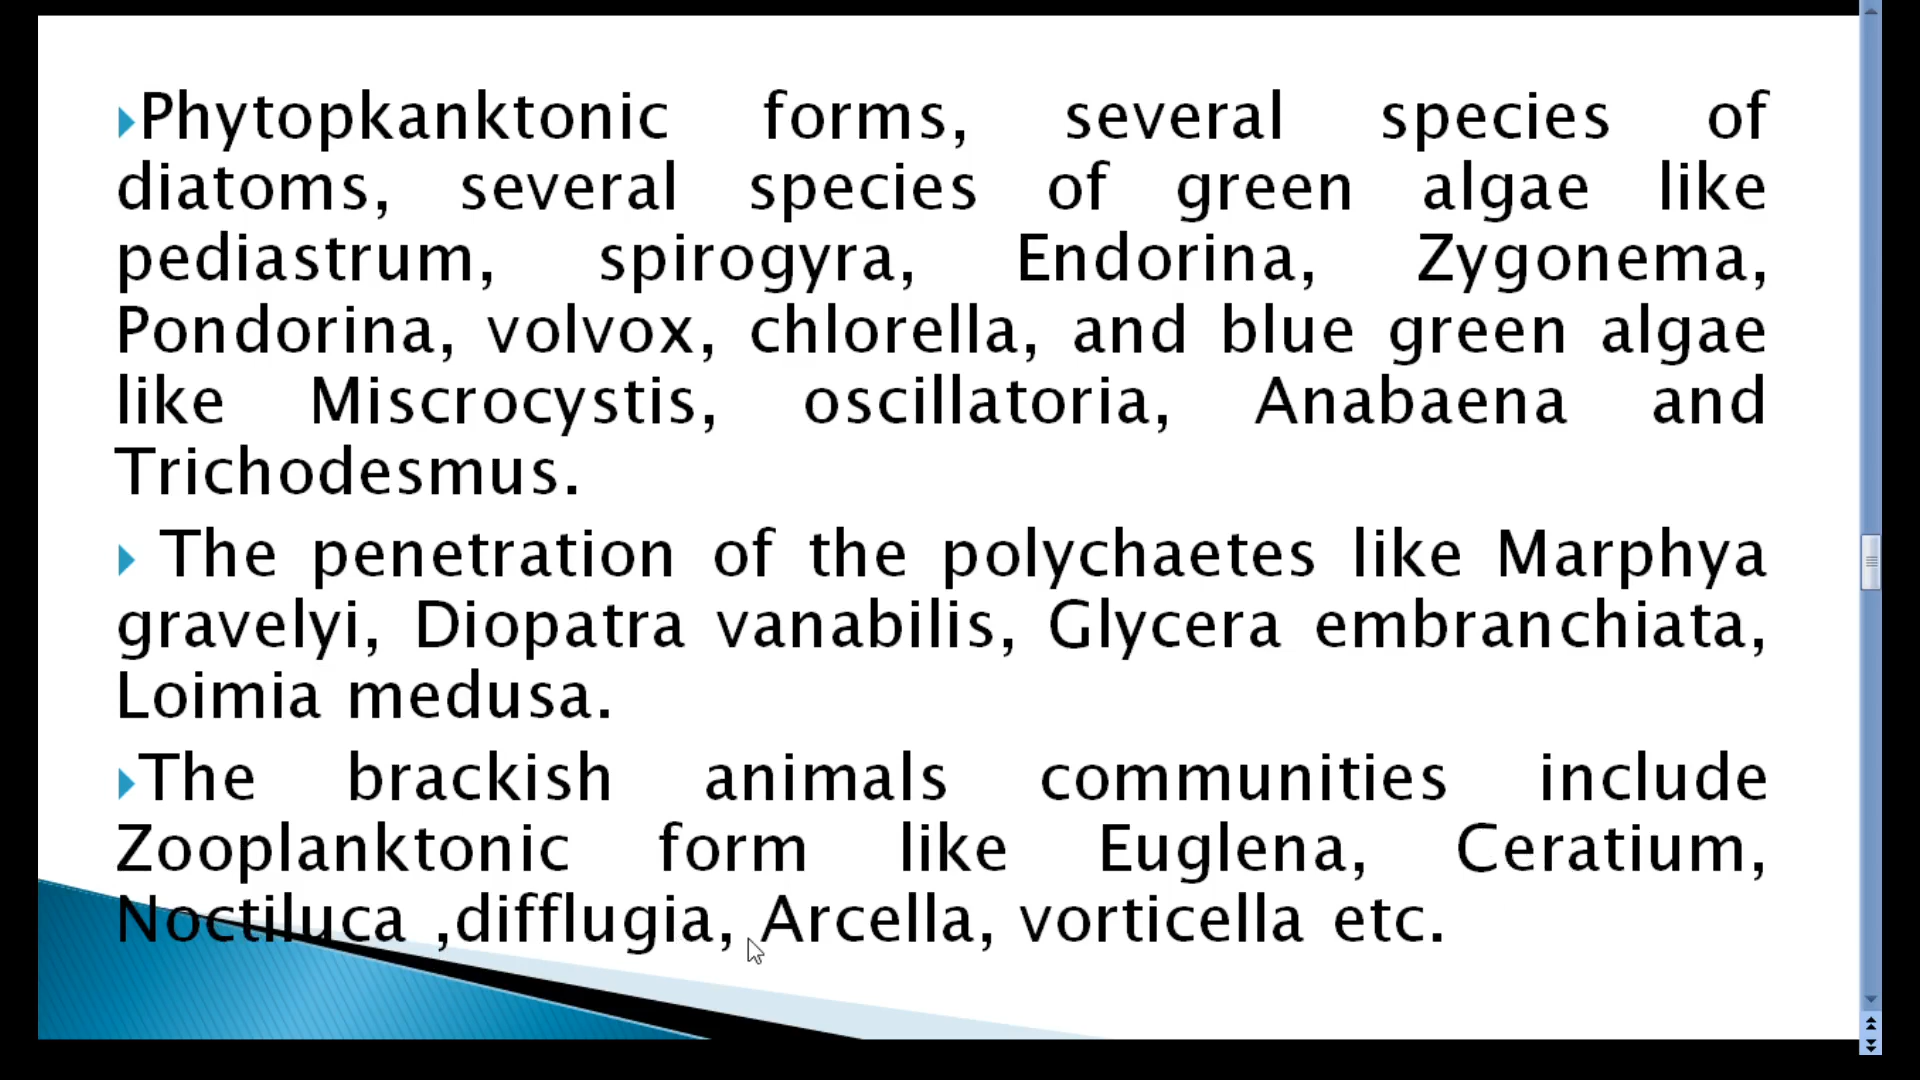 Phytopkanktonic forms, several species of
diatoms, several species of green algae like
pediastrum, spirogyra, Endorina, Zygonema,
Pondorina, volvox, chlorella, and blue green algae
like Miscrocystis, oscillatoria, Anabaena and
Trichodesmus.
The penetration of the polychaetes like Marphya
gravelyi, Diopatra vanabilis, Glycera embranchiata,
Loimia medusa.
The brackish animals communities include
Zooplanktonic form like Euglena, Ceratium,
Noctiluca ,difflugia, Arcella, vorticella etc.